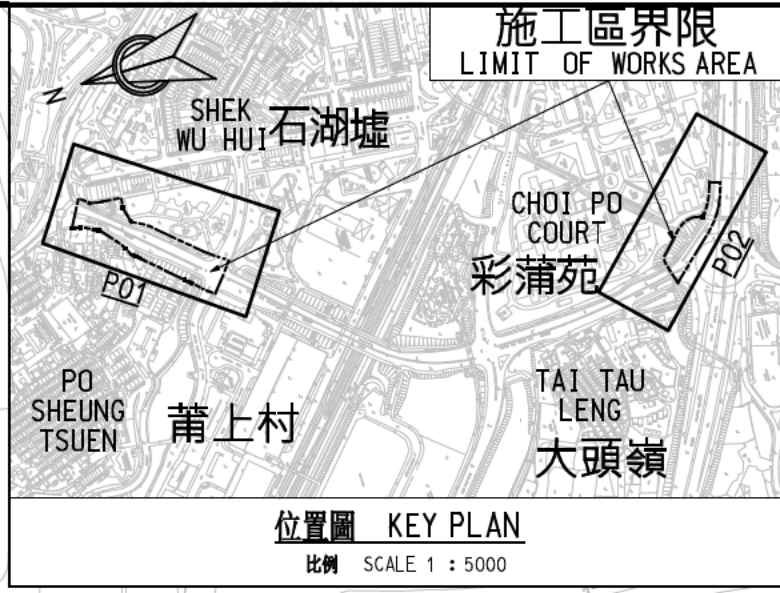 施工區界限
LIMIT OF WORKS AREA
N
SHEK
WU HUI
石湖墟
CHOI PO
COURT
彩蒲苑
P01
P02
PO
SHEUNG
TSUEN
莆上村
TAI TAU
LENG
大頭嶺
位置圖 KEY PLAN
比例 SCALE 1 : 5000